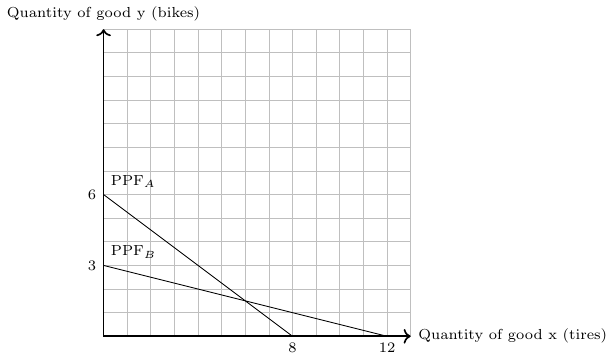 Quantity of good y (bikes)
PPF_A
6
PPF_B
3
Quantity of good x (tires)
8
12